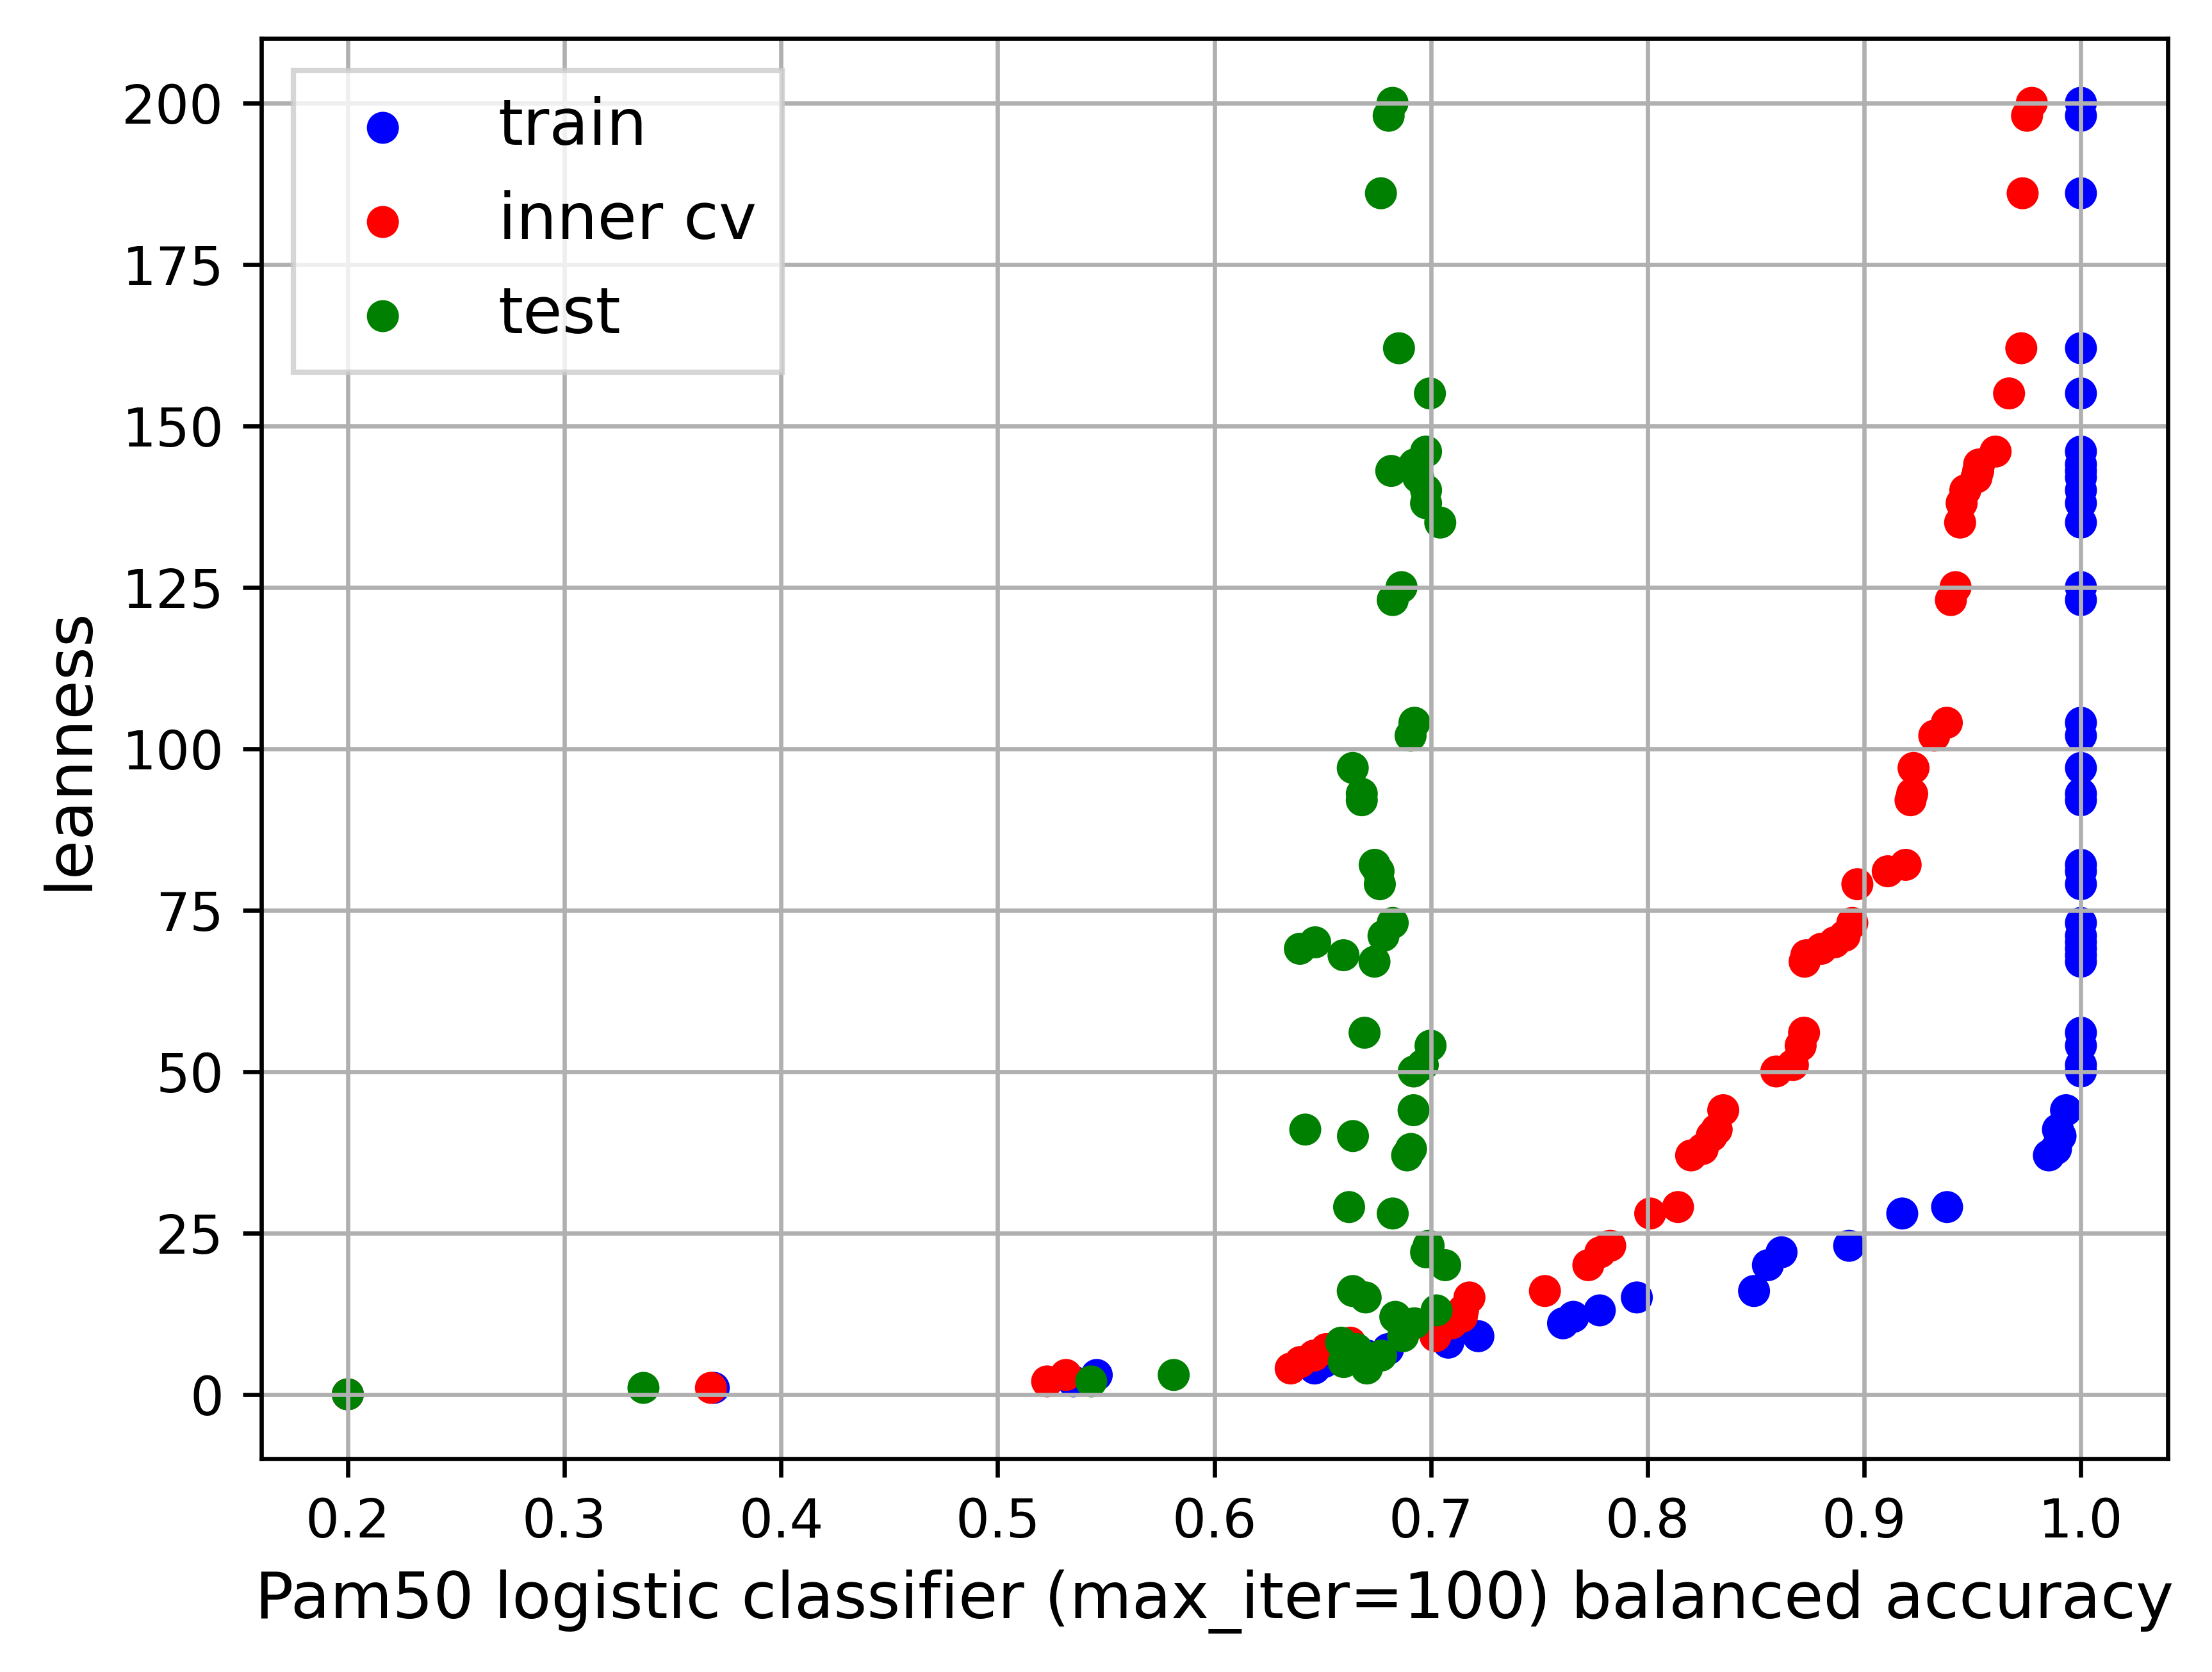 train
inner cv
test
200
175
150
125
100
75
50
25
0
leanness
0.2 0.3 0.4 0.5 0.6 0.7 0.8 0.9 1.0
Pam50 logistic classifier (max_iter=100) balanced accuracy